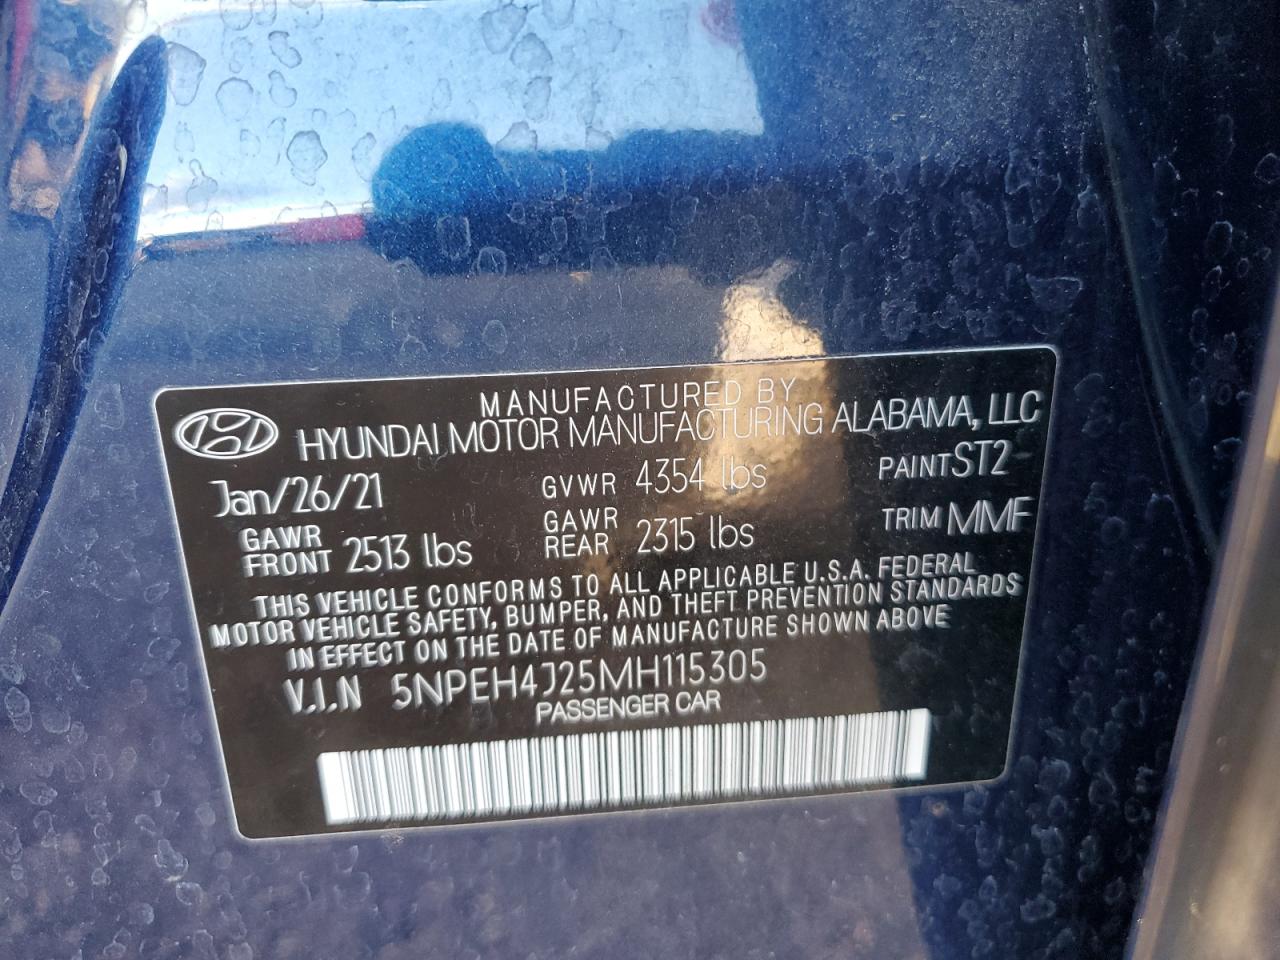 MANUFACTURED BY
HYUNDAI MOTOR MANUFACTURING ALABAMA, LLC
Jan/26/21 GVWR 4354 lbs PAINT ST2
GAWR FRONT 2513 lbs GAWR REAR 2315 lbs TRIM MMF
THIS VEHICLE CONFORMS TO ALL APPLICABLE U.S.A. FEDERAL
MOTOR VEHICLE SAFETY, BUMPER, AND THEFT PREVENTION STANDARDS
IN EFFECT ON THE DATE OF MANUFACTURE SHOWN ABOVE
V.I.N 5NPEH4J25MH115305
PASSENGER CAR